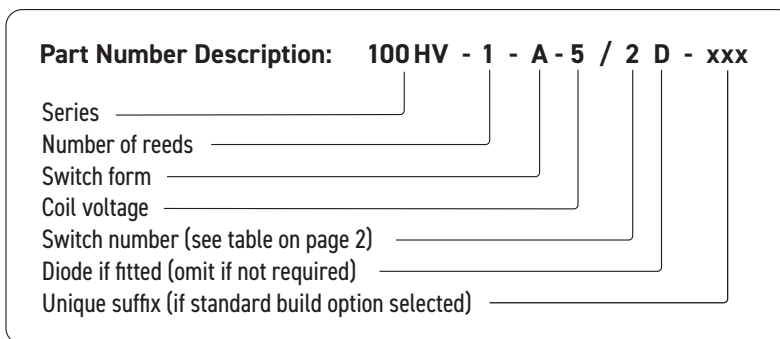 Part Number Description: 100HV - 1 - A - 5 / 2 D - xxx
Series
Number of reeds
Switch form
Coil voltage
Switch number (see table on page 2)
Diode if fitted (omit if not required)
Unique suffix (if standard build option selected)